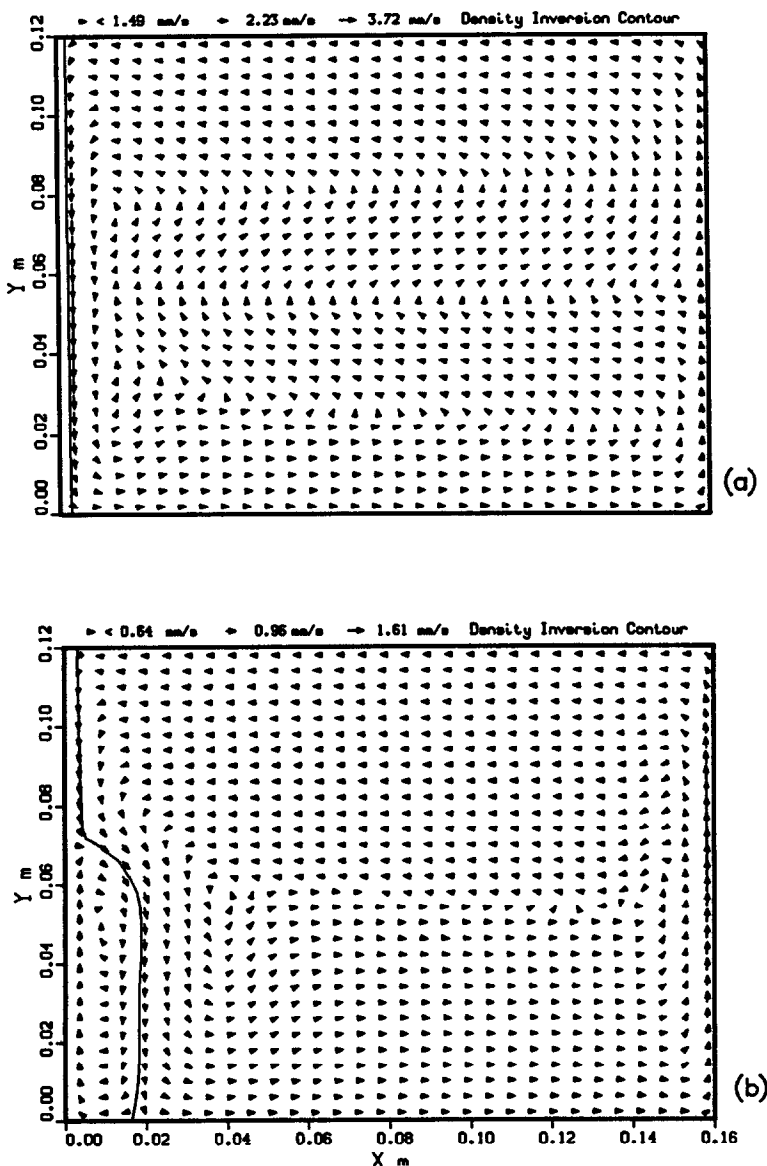 < 1.49 mm/s 2.23 mm/s 3.72 mm/s Density Inversion Contour
0.12
0.10
0.08
0.06
0.04
0.02
0.00
Y m
(a)
< 0.64 mm/s 0.96 mm/s 1.61 mm/s Density Inversion Contour
0.12
0.10
0.08
0.06
0.04
0.02
0.00
Y m
(b)
0.00 0.02 0.04 0.06 0.08 0.10 0.12 0.14 0.16
X m